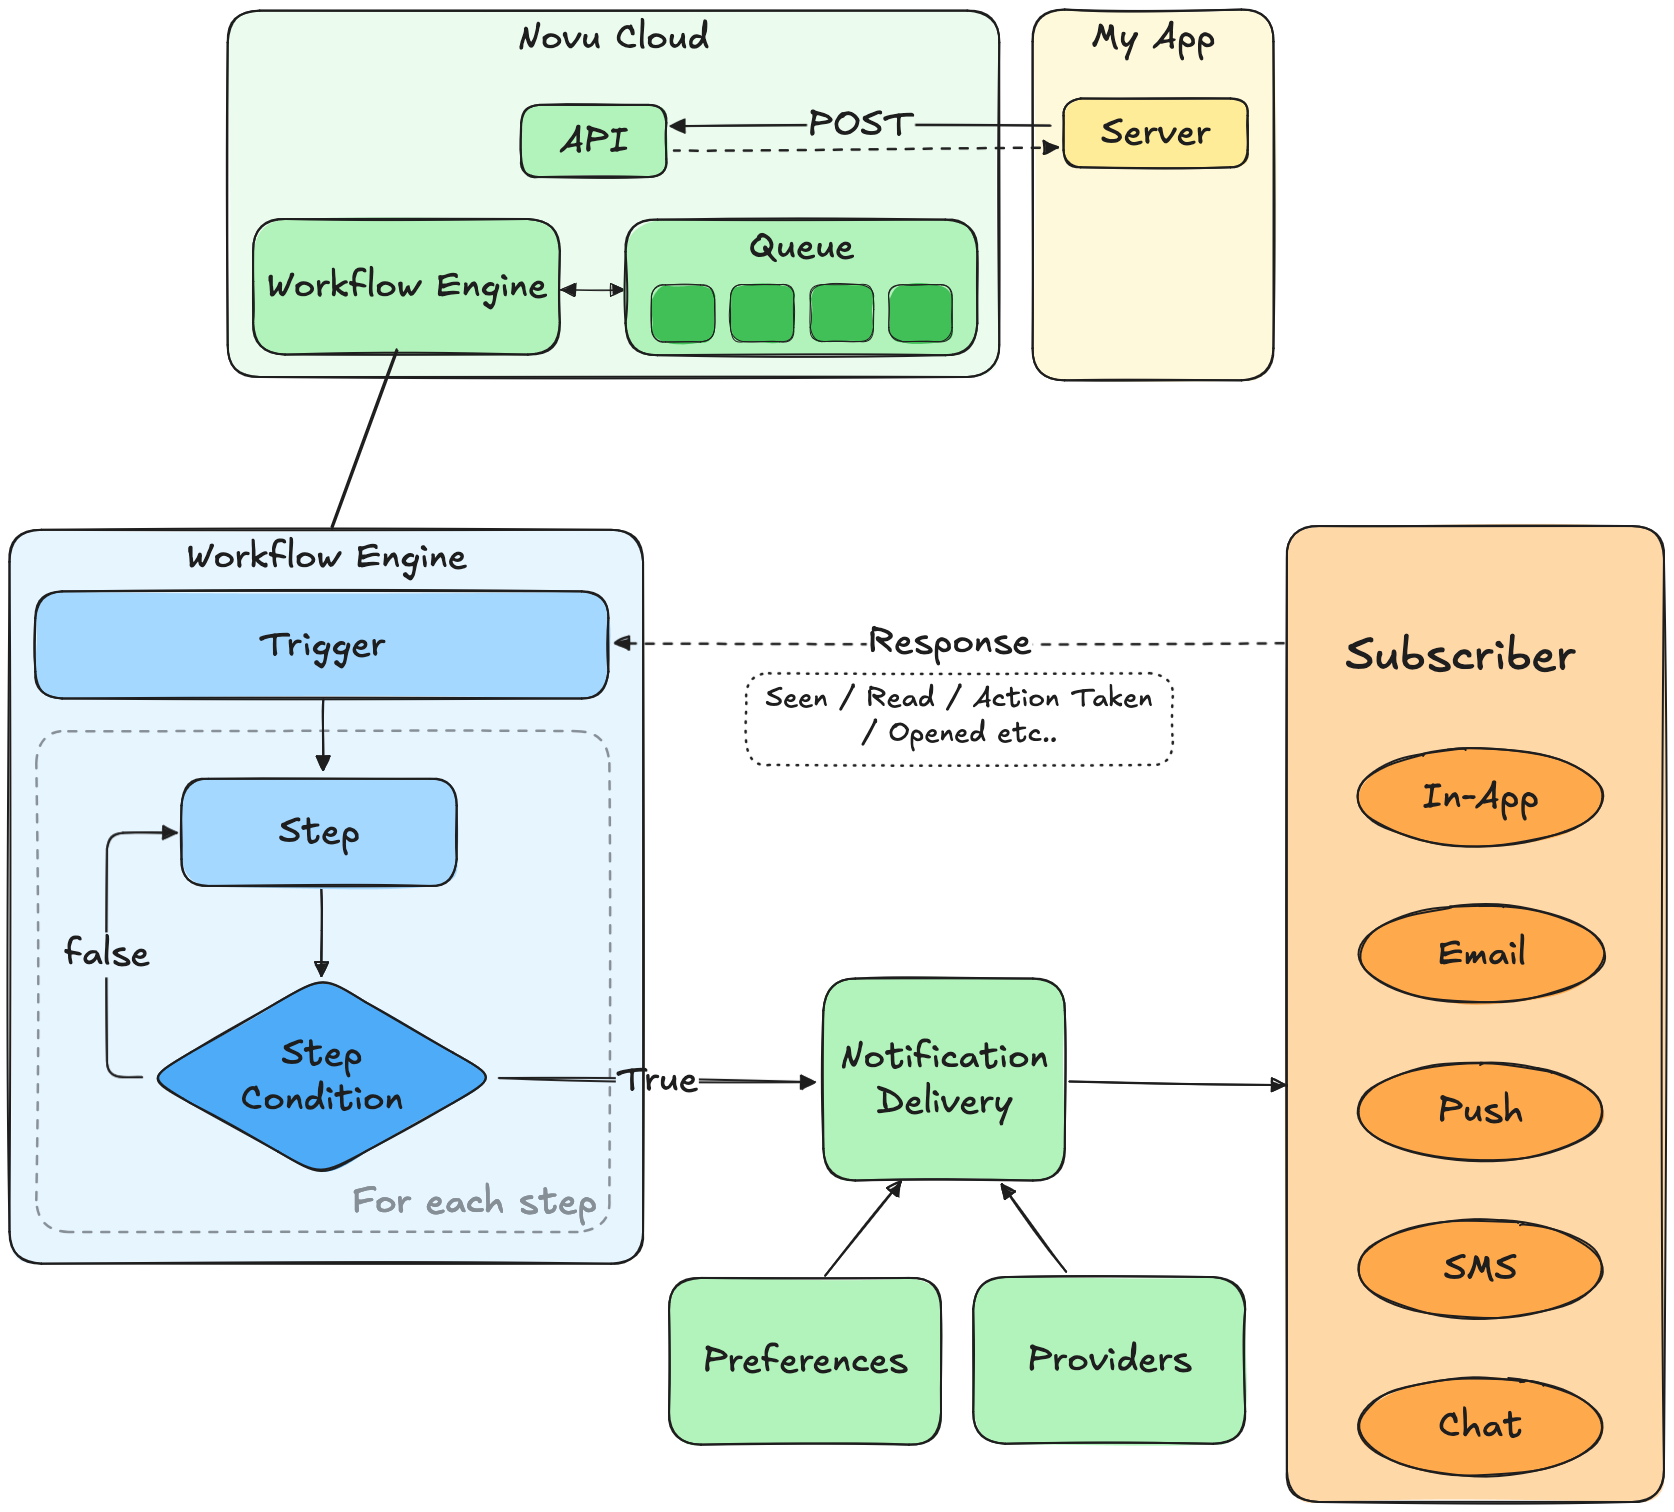 Novu Cloud
My App
API
POST
Server
Workflow Engine
Queue
Workflow Engine
Trigger
Response
Seen / Read / Action Taken
/ Opened etc..
Subscriber
Step
false
Step
Condition
True
For each step
Notification
Delivery
Preferences
Providers
In-App
Email
Push
SMS
Chat